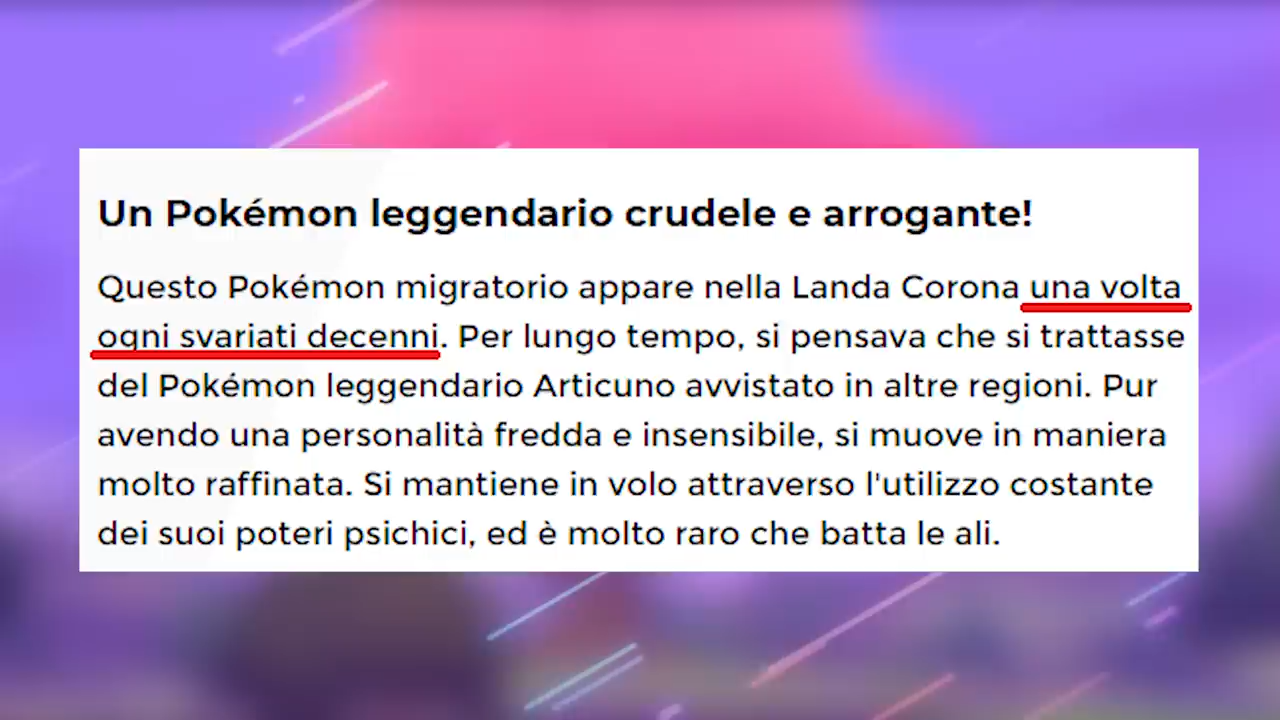 Un Pokémon leggendario crudele e arrogante!
Questo Pokémon migratorio appare nella Landa Corona una volta
ogni svariati decenni. Per lungo tempo, si pensava che si trattasse
del Pokémon leggendario Articuno avvistato in altre regioni. Pur
avendo una personalità fredda e insensibile, si muove in maniera
molto raffinata. Si mantiene in volo attraverso l'utilizzo costante
dei suoi poteri psichici, ed è molto raro che batta le ali.